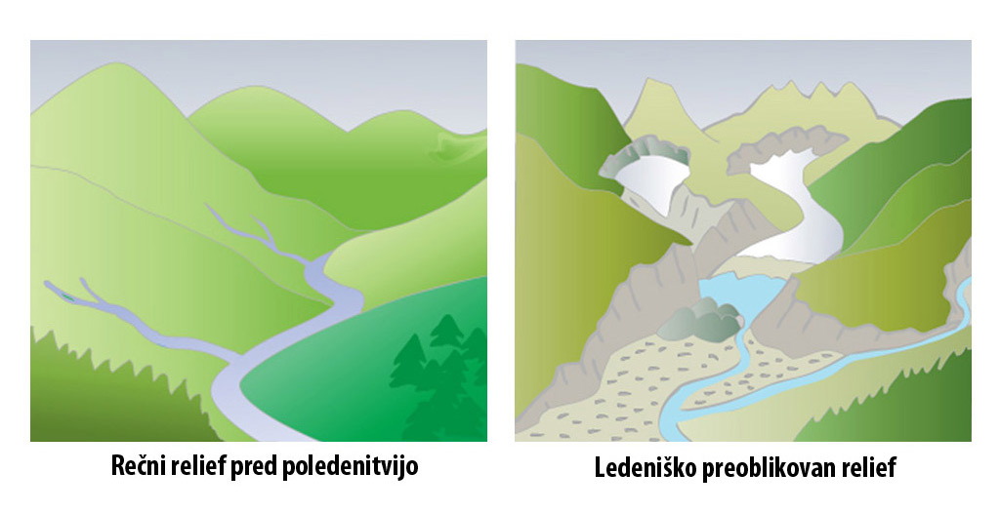 Rečni relief pred poledenitvijo
Ledeniško preoblikovan relief